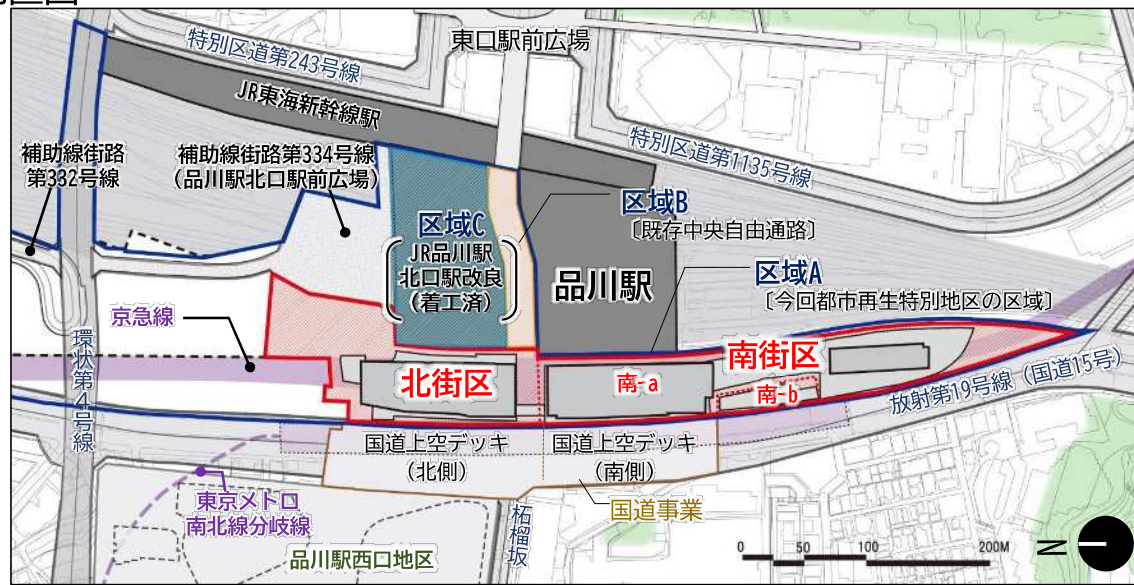 特別区道第243号線
東口駅前広場
JR東海新幹線駅
補助線街路
第332号線
補助線街路第334号線
(品川駅北口駅前広場)
特別区道第1135号線
区域C
JR品川駅
北口駅改良
(着工済)
区域B
〔既存中央自由通路〕
品川駅
区域A
〔今回都市再生特別地区の区域〕
京急線
環状第4号線
北街区
南-a
南街区
南-b
放射第19号線(国道15号)
国道上空デッキ
(北側)
国道上空デッキ
(南側)
東京メトロ
南北線分岐線
国道事業
柘榴坂
品川駅西口地区
0 50 100 200M
N